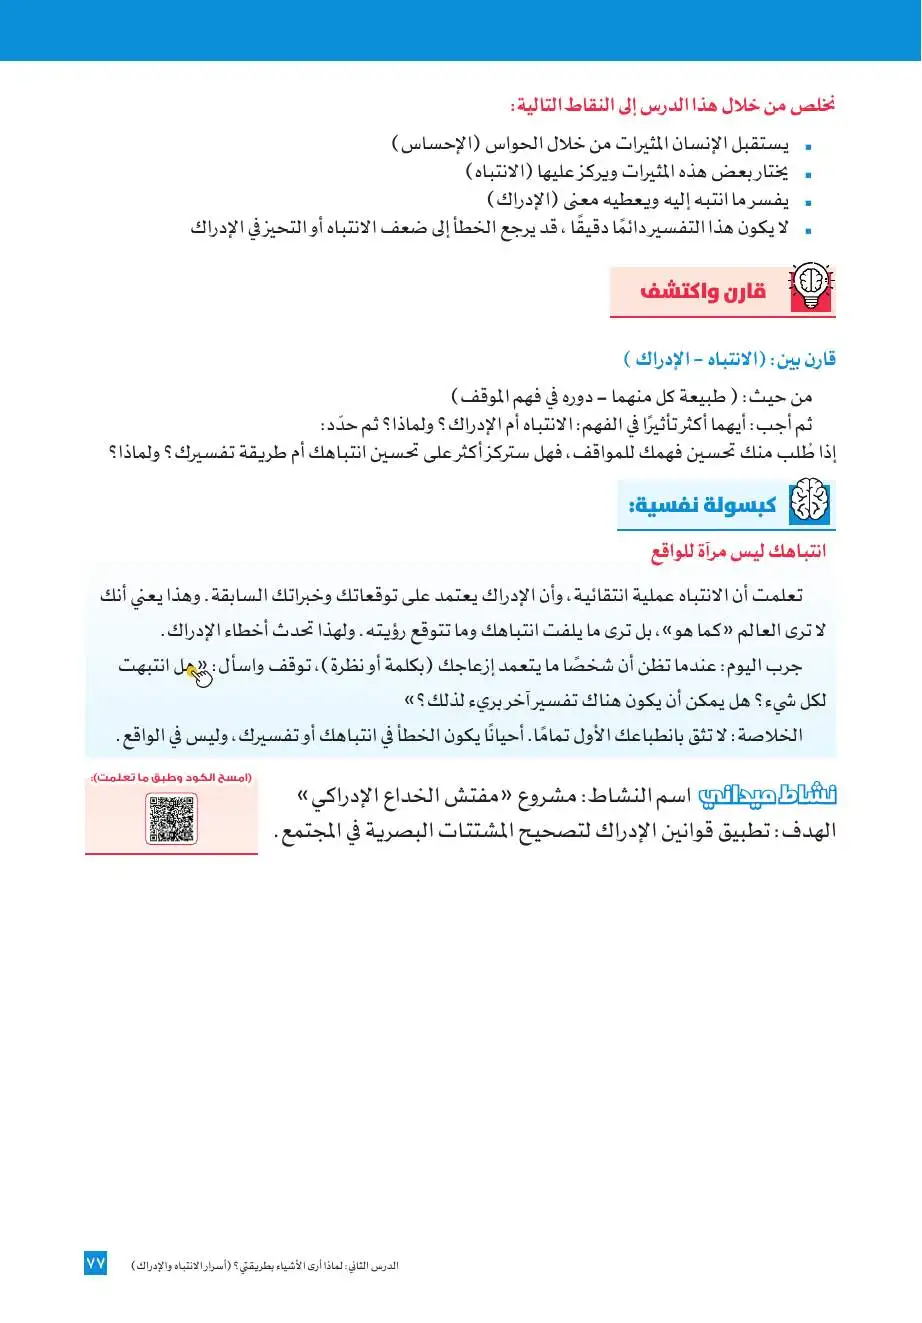 نخلص من خلال هذا الدرس إلى النقاط التالية:
▪ يستقبل الإنسان المثيرات من خلال الحواس (الإحساس)
▪ يختار بعض هذه المثيرات ويركز عليها (الانتباه)
▪ يفسر ما انتبه إليه ويعطيه معنى (الإدراك)
▪ لا يكون هذا التفسير دائمًا دقيقًا ، قد يرجع الخطأ إلى ضعف الانتباه أو التحيز في الإدراك
قارن واكتشف
قارن بين: (الانتباه – الإدراك )
من حيث: ( طبيعة كل منهما – دوره في فهم الموقف)
ثم أجب: أيهما أكثر تأثيرًا في الفهم: الانتباه أم الإدراك؟ ولماذا؟ ثم حدّد:
إذا طُلب منك تحسين فهمك للمواقف، فهل ستركز أكثر على تحسين انتباهك أم طريقة تفسيرك؟ ولماذا؟
كبسولة نفسية:
انتباهك ليس مرآة للواقع
تعلمت أن الانتباه عملية انتقائية، وأن الإدراك يعتمد على توقعاتك وخبراتك السابقة. وهذا يعني أنك
لا ترى العالم «كما هو»، بل ترى ما يلفت انتباهك وما تتوقع رؤيته. ولهذا تحدث أخطاء الإدراك.
جرب اليوم: عندما تظن أن شخصًا ما يتعمد إزعاجك (بكلمة أو نظرة)، توقف واسأل: «هل انتبهت
لكل شيء؟ هل يمكن أن يكون هناك تفسير آخر بريء لذلك؟»
الخلاصة: لا تثق بانطباعك الأول تمامًا. أحيانًا يكون الخطأ في انتباهك أو تفسيرك، وليس في الواقع.
نشاط ميداني اسم النشاط: مشروع «مفتش الخداع الإدراكي»
الهدف: تطبيق قوانين الإدراك لتصحيح المشتتات البصرية في المجتمع.
(امسح الكود وطبق ما تعلمت):
الدرس الثاني: لماذا أرى الأشياء بطريقتي؟ (أسرار الانتباه والإدراك)
٧٧